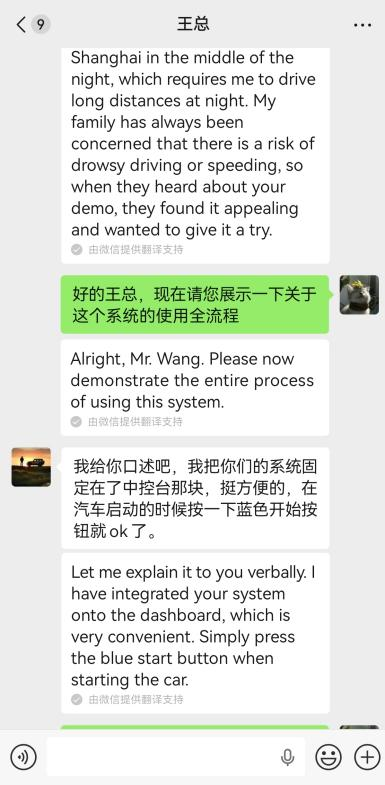 9
王总
Shanghai in the middle of the
night, which requires me to drive
long distances at night. My
family has always been
concerned that there is a risk of
drowsy driving or speeding, so
when they heard about your
demo, they found it appealing
and wanted to give it a try.
由微信提供翻译支持
好的王总，现在请您展示一下关于
这个系统的使用全流程
Alright, Mr. Wang. Please now
demonstrate the entire process
of using this system.
由微信提供翻译支持
我给你口述吧，我把你们的系统固
定在了中控台那块，挺方便的，在
汽车启动的时候按一下蓝色开始按
钮就ok了。
Let me explain it to you verbally. I
have integrated your system
onto the dashboard, which is
very convenient. Simply press
the blue start button when
starting the car.
由微信提供翻译支持